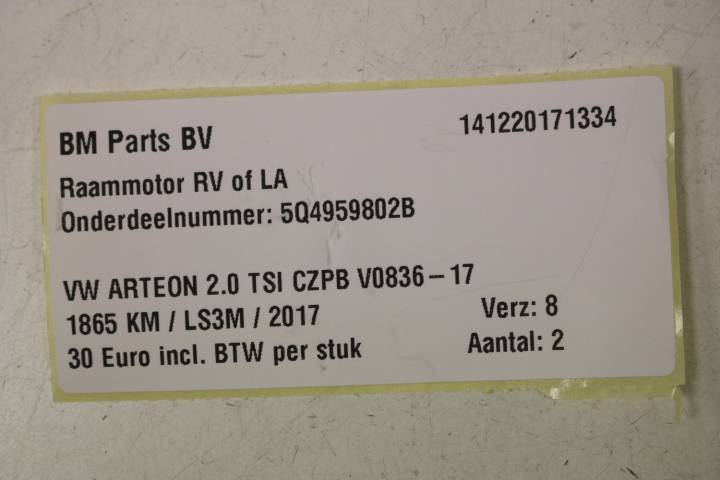 BM Parts BV
141220171334
Raammotor RV of LA
Onderdeelnummer: 5Q4959802B
VW ARTEON 2.0 TSI CZPB V0836-17
1865 KM / LS3M / 2017
Verz: 8
30 Euro incl. BTW per stuk
Aantal: 2